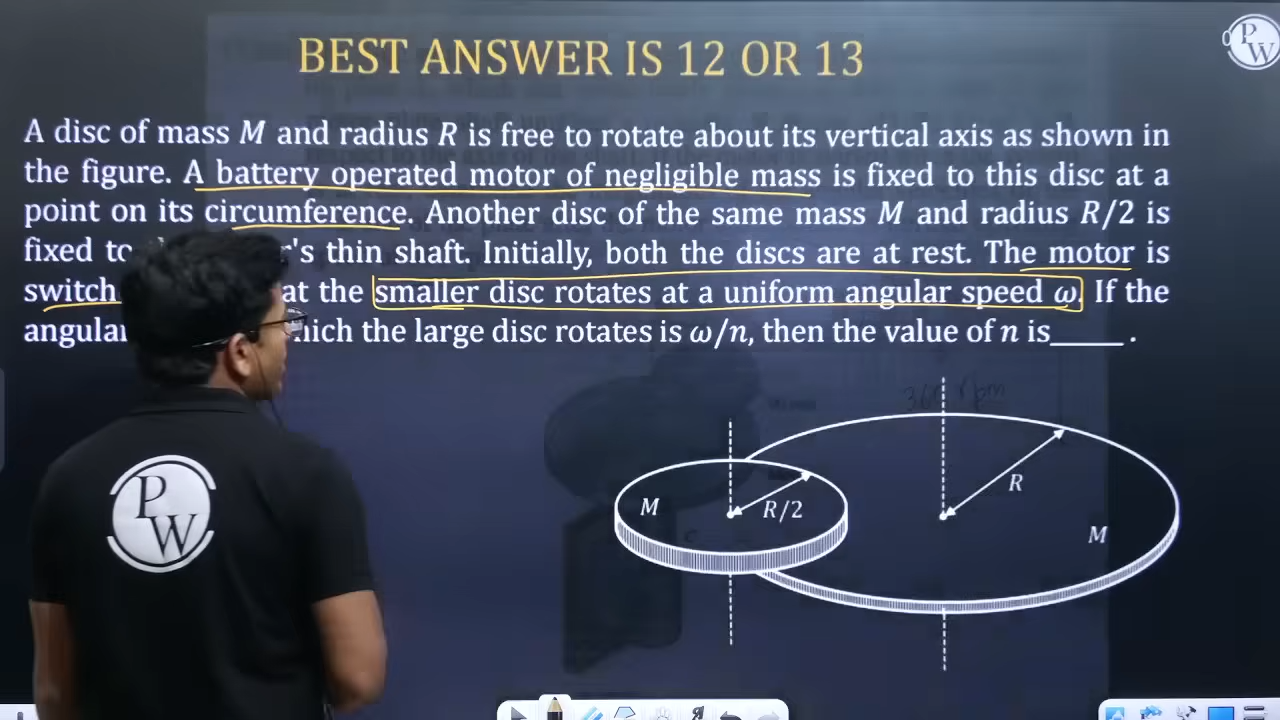 BEST ANSWER IS 12 OR 13
P
W
A disc of mass M and radius R is free to rotate about its vertical axis as shown in
the figure. A battery operated motor of negligible mass is fixed to this disc at a
point on its circumference. Another disc of the same mass M and radius R/2 is
fixed to 's thin shaft. Initially, both the discs are at rest. The motor is
switch at the smaller disc rotates at a uniform angular speed ω. If the
angular the large disc rotates is ω/n, then the value of n is_____.
360 rpm
R
M
R/2
M
P
W